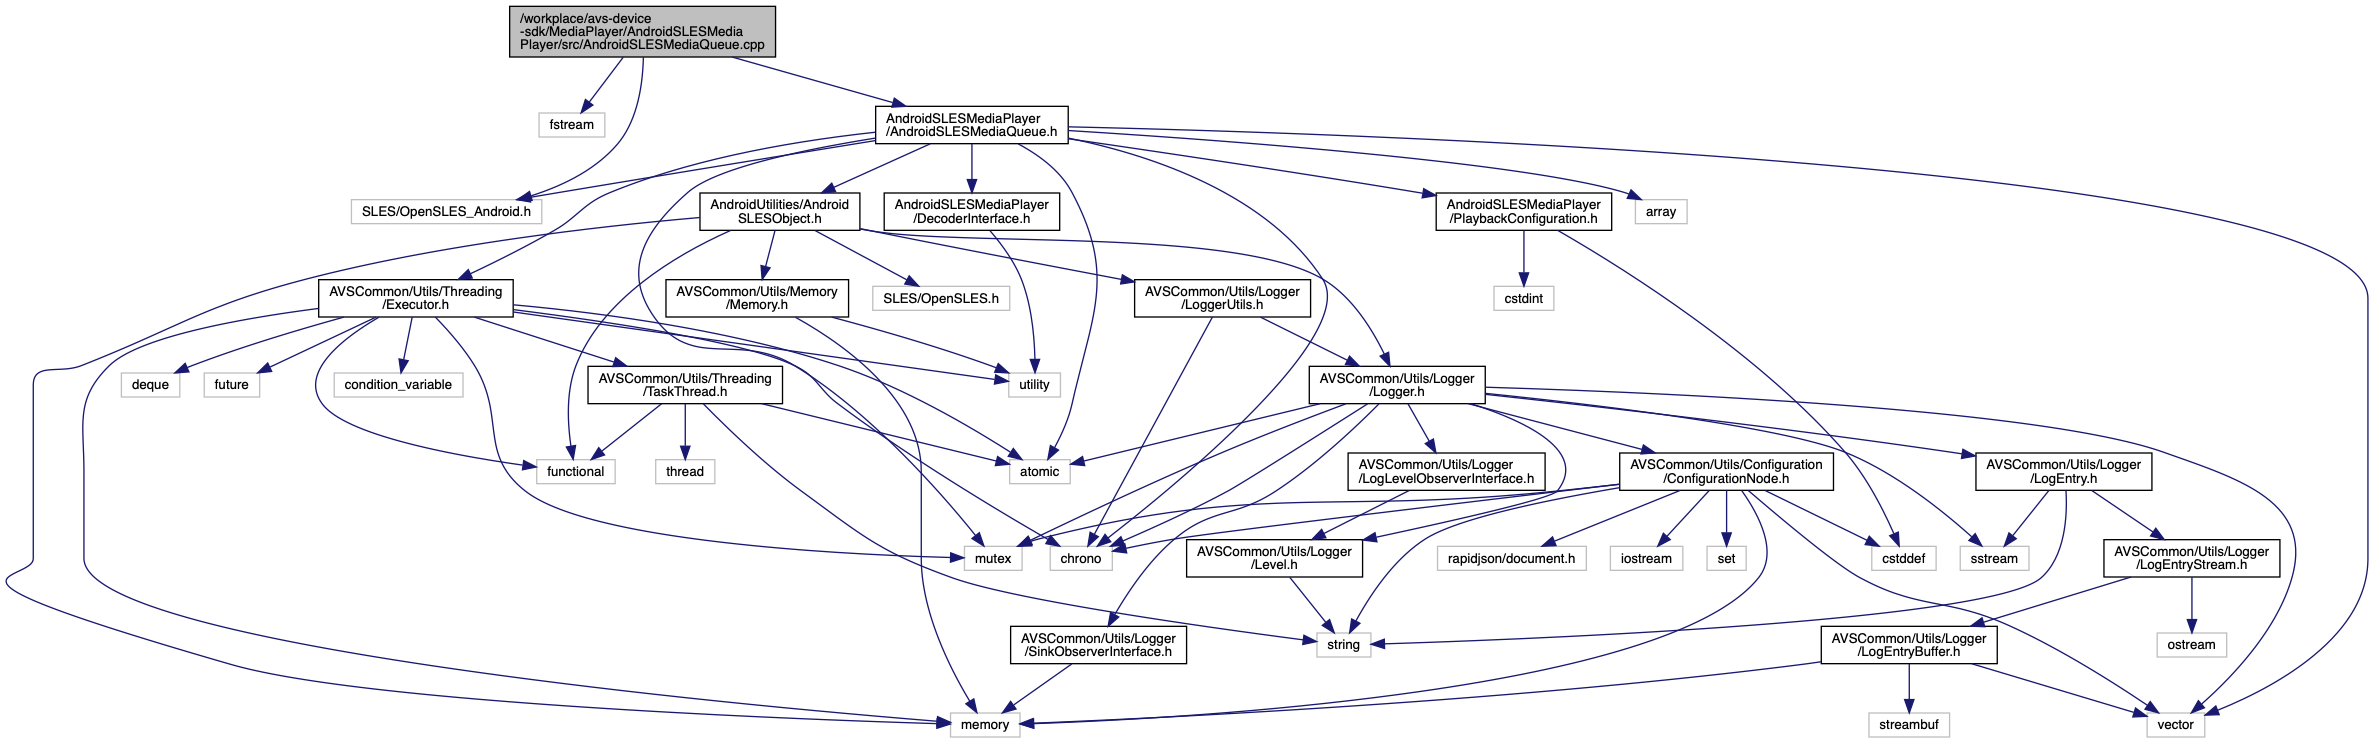 /workplace/avs-device
-sdk/MediaPlayer/AndroidSLESMedia
Player/src/AndroidSLESMediaQueue.cpp
fstream
AndroidSLESMediaPlayer
/AndroidSLESMediaQueue.h
SLES/OpenSLES_Android.h
AndroidUtilities/Android
SLESObject.h
AndroidSLESMediaPlayer
/DecoderInterface.h
AndroidSLESMediaPlayer
/PlaybackConfiguration.h
array
AVSCommon/Utils/Threading
/Executor.h
AVSCommon/Utils/Memory
/Memory.h
SLES/OpenSLES.h
AVSCommon/Utils/Logger
/LoggerUtils.h
cstdint
deque
future
condition_variable
AVSCommon/Utils/Threading
/TaskThread.h
utility
AVSCommon/Utils/Logger
/Logger.h
functional
thread
atomic
AVSCommon/Utils/Logger
/LogLevelObserverInterface.h
AVSCommon/Utils/Configuration
/ConfigurationNode.h
AVSCommon/Utils/Logger
/LogEntry.h
mutex
chrono
AVSCommon/Utils/Logger
/Level.h
rapidjson/document.h
iostream
set
cstddef
sstream
AVSCommon/Utils/Logger
/LogEntryStream.h
AVSCommon/Utils/Logger
/SinkObserverInterface.h
string
AVSCommon/Utils/Logger
/LogEntryBuffer.h
ostream
memory
streambuf
vector